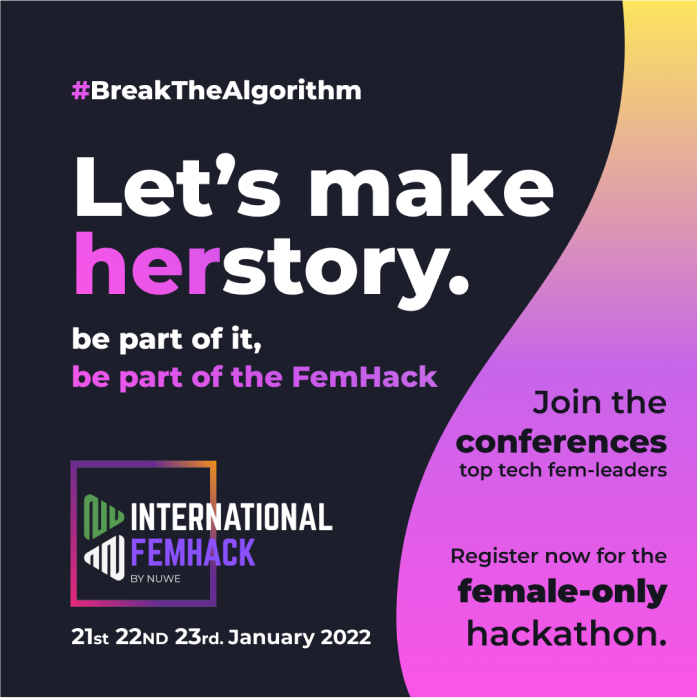 #BreakTheAlgorithm
Let's make
herstory.
be part of it,
be part of the FemHack
Join the
conferences
top tech fem-leaders
Register now for the
female-only
hackathon.
INTERNATIONAL
FEMHACK
BY NUWE
21st 22ND 23rd. January 2022